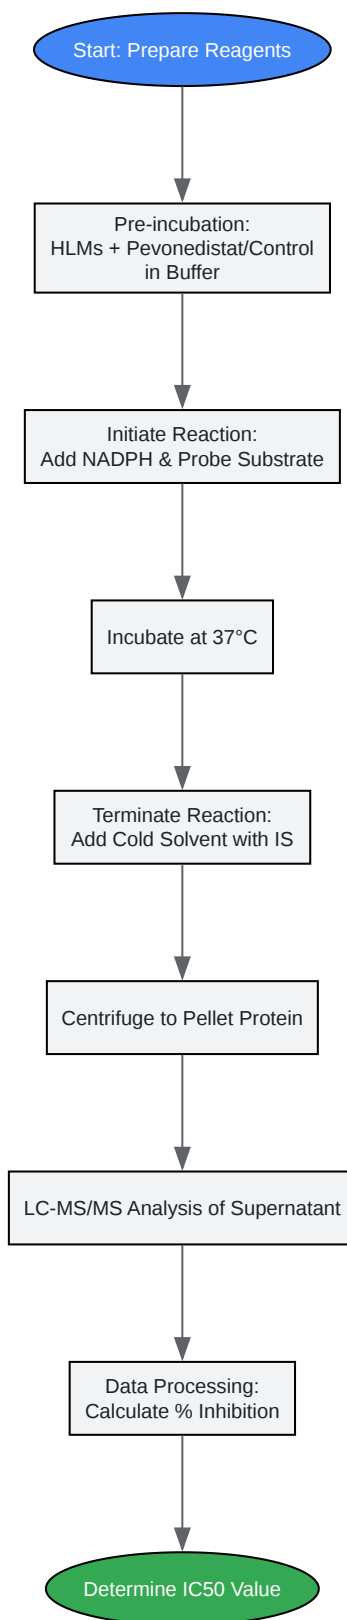 Start: Prepare Reagents
Pre-incubation:
HLMs + Pevonedistat/Control
in Buffer
Initiate Reaction:
Add NADPH & Probe Substrate
Incubate at 37°C
Terminate Reaction:
Add Cold Solvent with IS
Centrifuge to Pellet Protein
LC-MS/MS Analysis of Supernatant
Data Processing:
Calculate % Inhibition
Determine IC50 Value